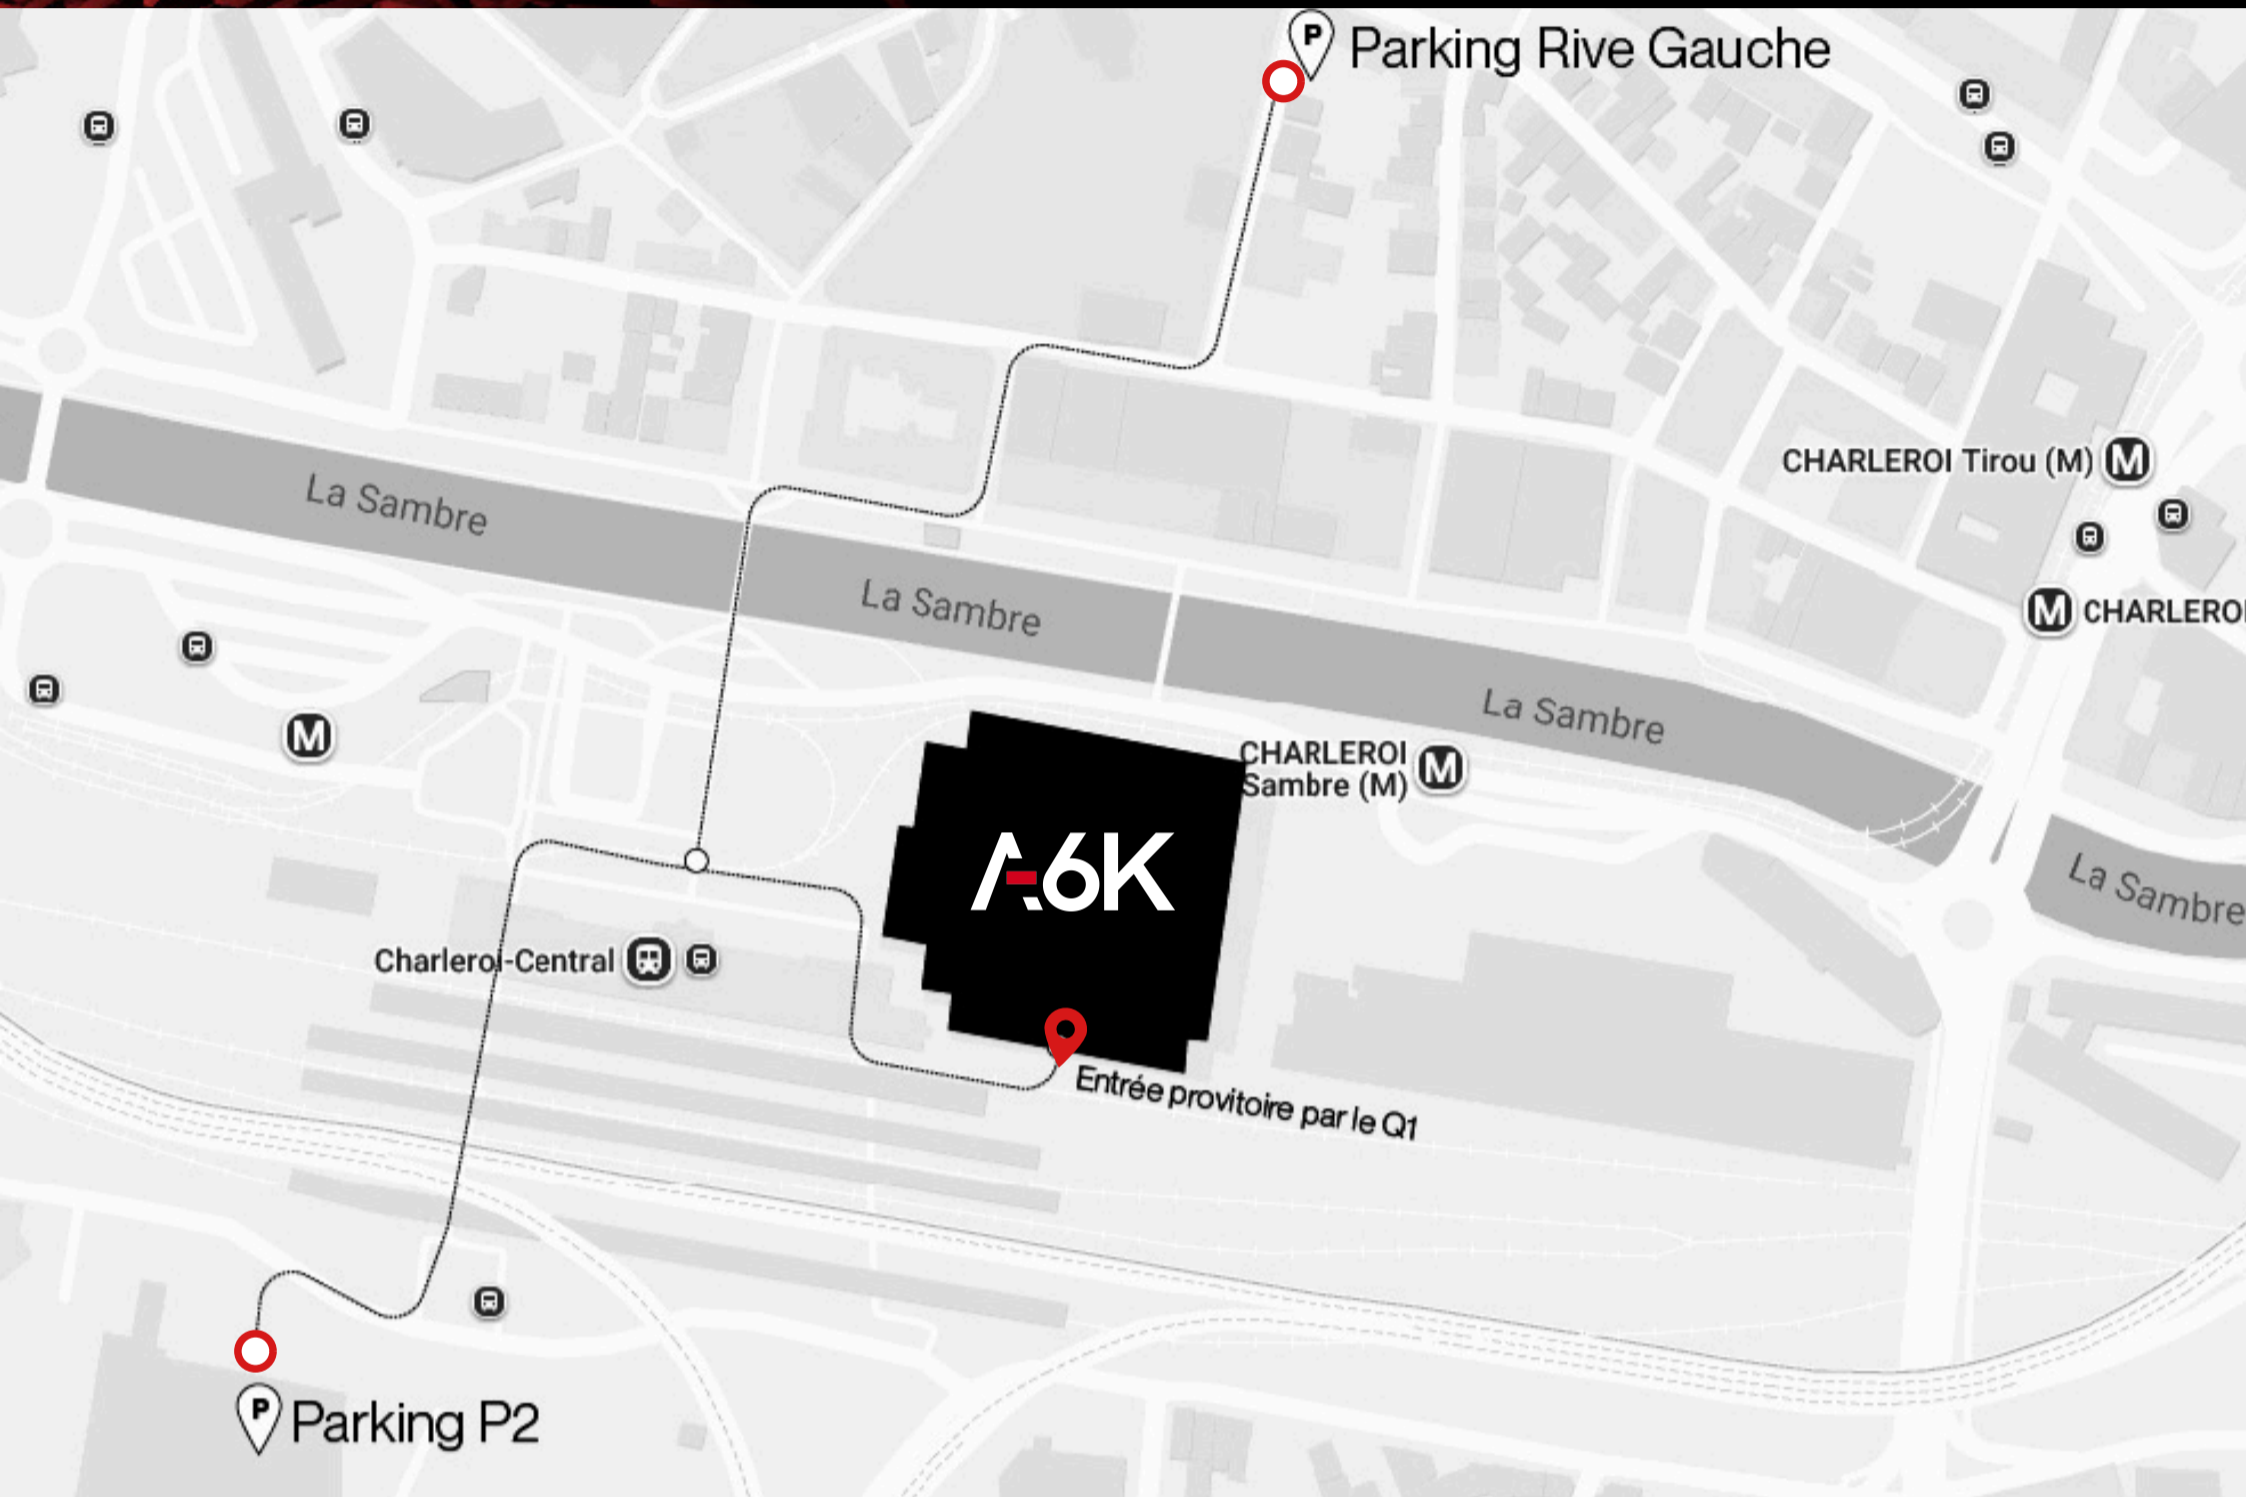 P Parking Rive Gauche
CHARLEROI Tirou (M) M
La Sambre
La Sambre
M CHARLEROI
La Sambre
M
CHARLEROI
Sambre (M) M
A6K
La Sambre
Charleroi-Central
Entrée provitoire par le Q1
P Parking P2